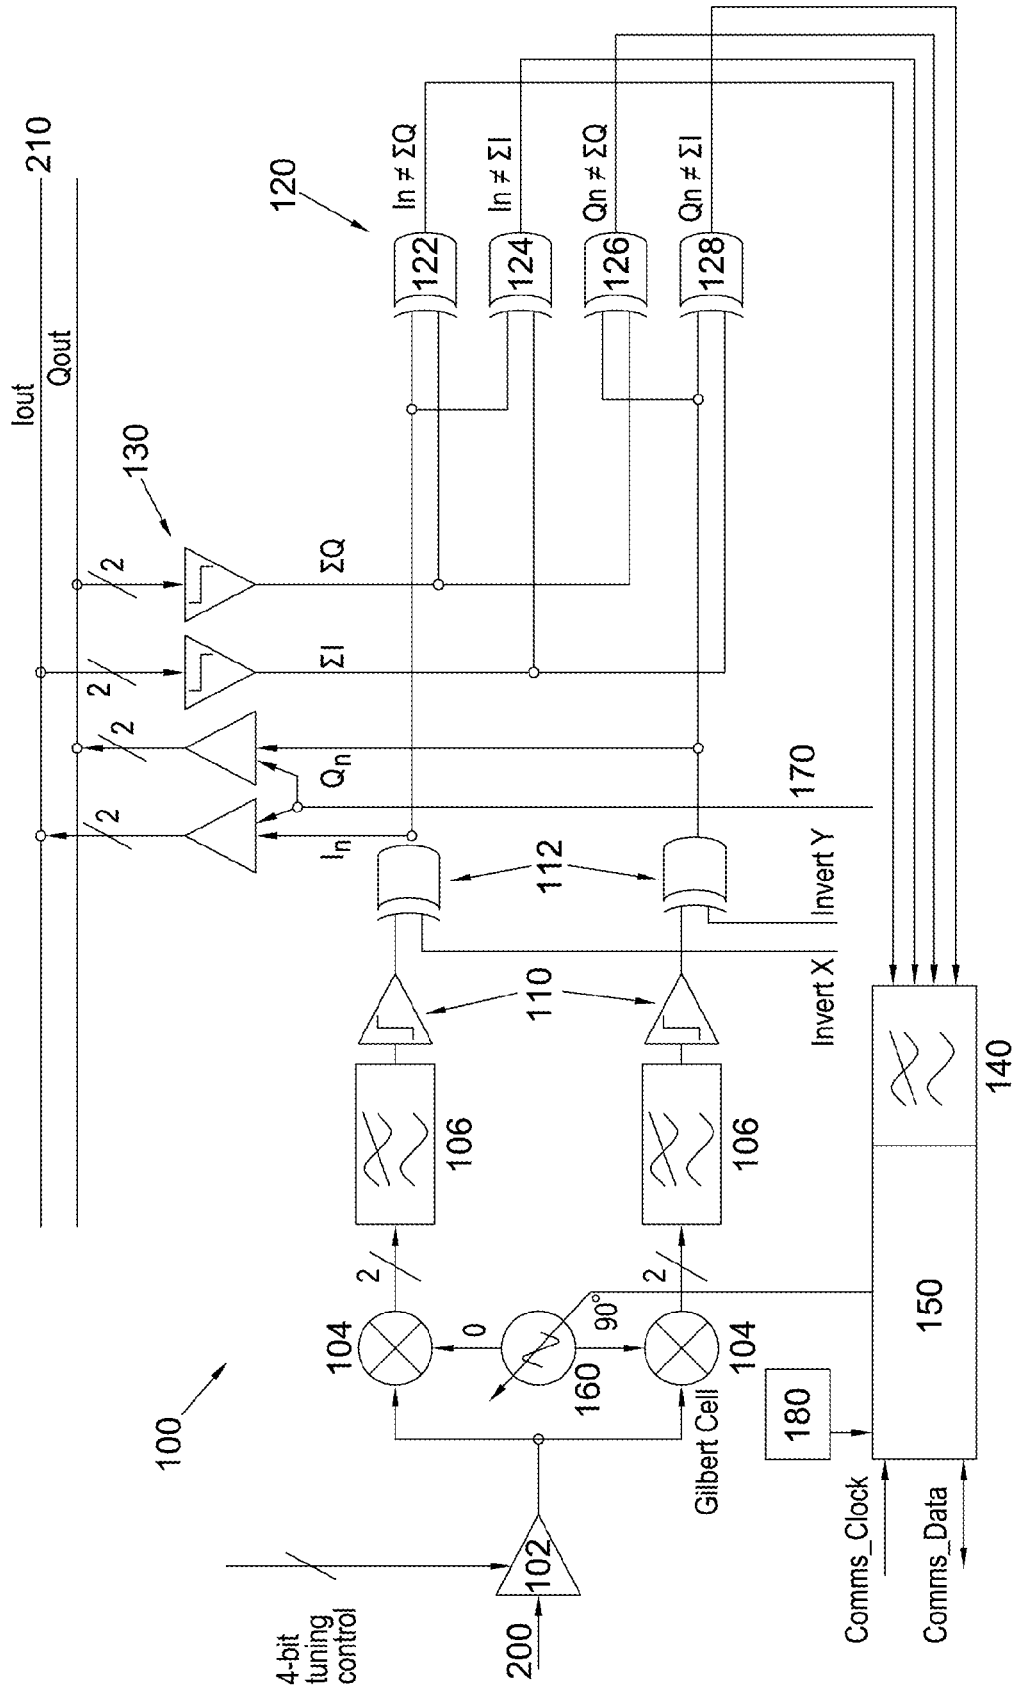 210
Iout
Qout
130
120
2
2
2
2
ΣQ
ΣI
Qn
In
In ≠ ΣQ
In ≠ ΣI
Qn ≠ ΣQ
Qn ≠ ΣI
122
124
126
128
170
112
110
Invert X
Invert Y
106
106
140
2
2
104
104
0
90°
160
Gilbert Cell
100
102
200
4-bit
tuning
control
180
150
Comms_Clock
Comms_Data